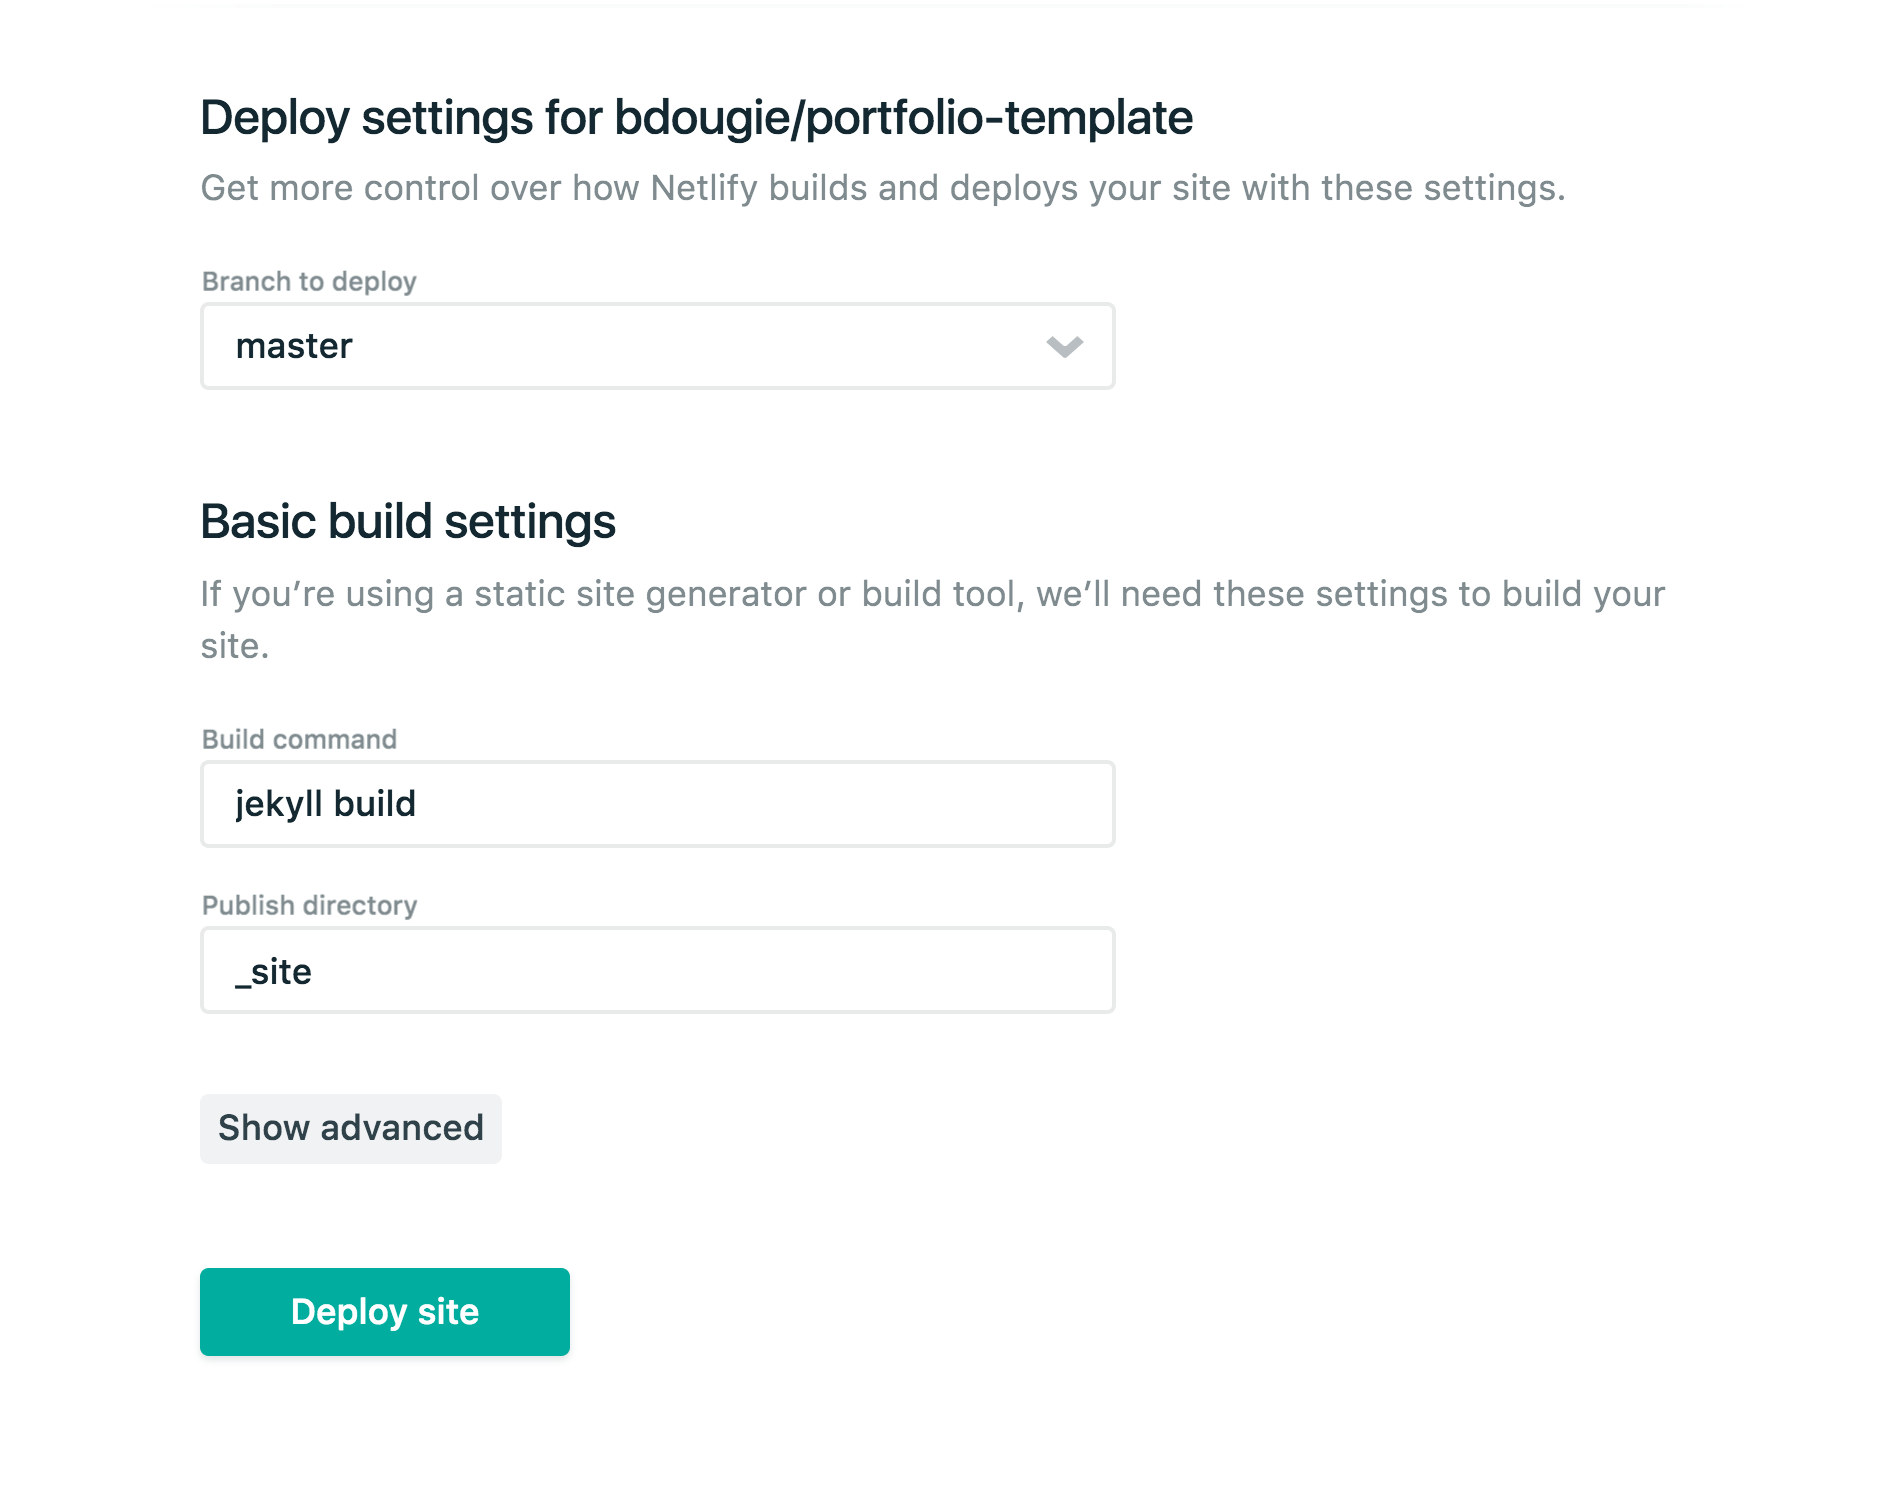 Deploy settings for bdougie/portfolio-template
Get more control over how Netlify builds and deploys your site with these settings.
Branch to deploy
master
Basic build settings
If you’re using a static site generator or build tool, we’ll need these settings to build your
site.
Build command
jekyll build
Publish directory
_site
Show advanced
Deploy site